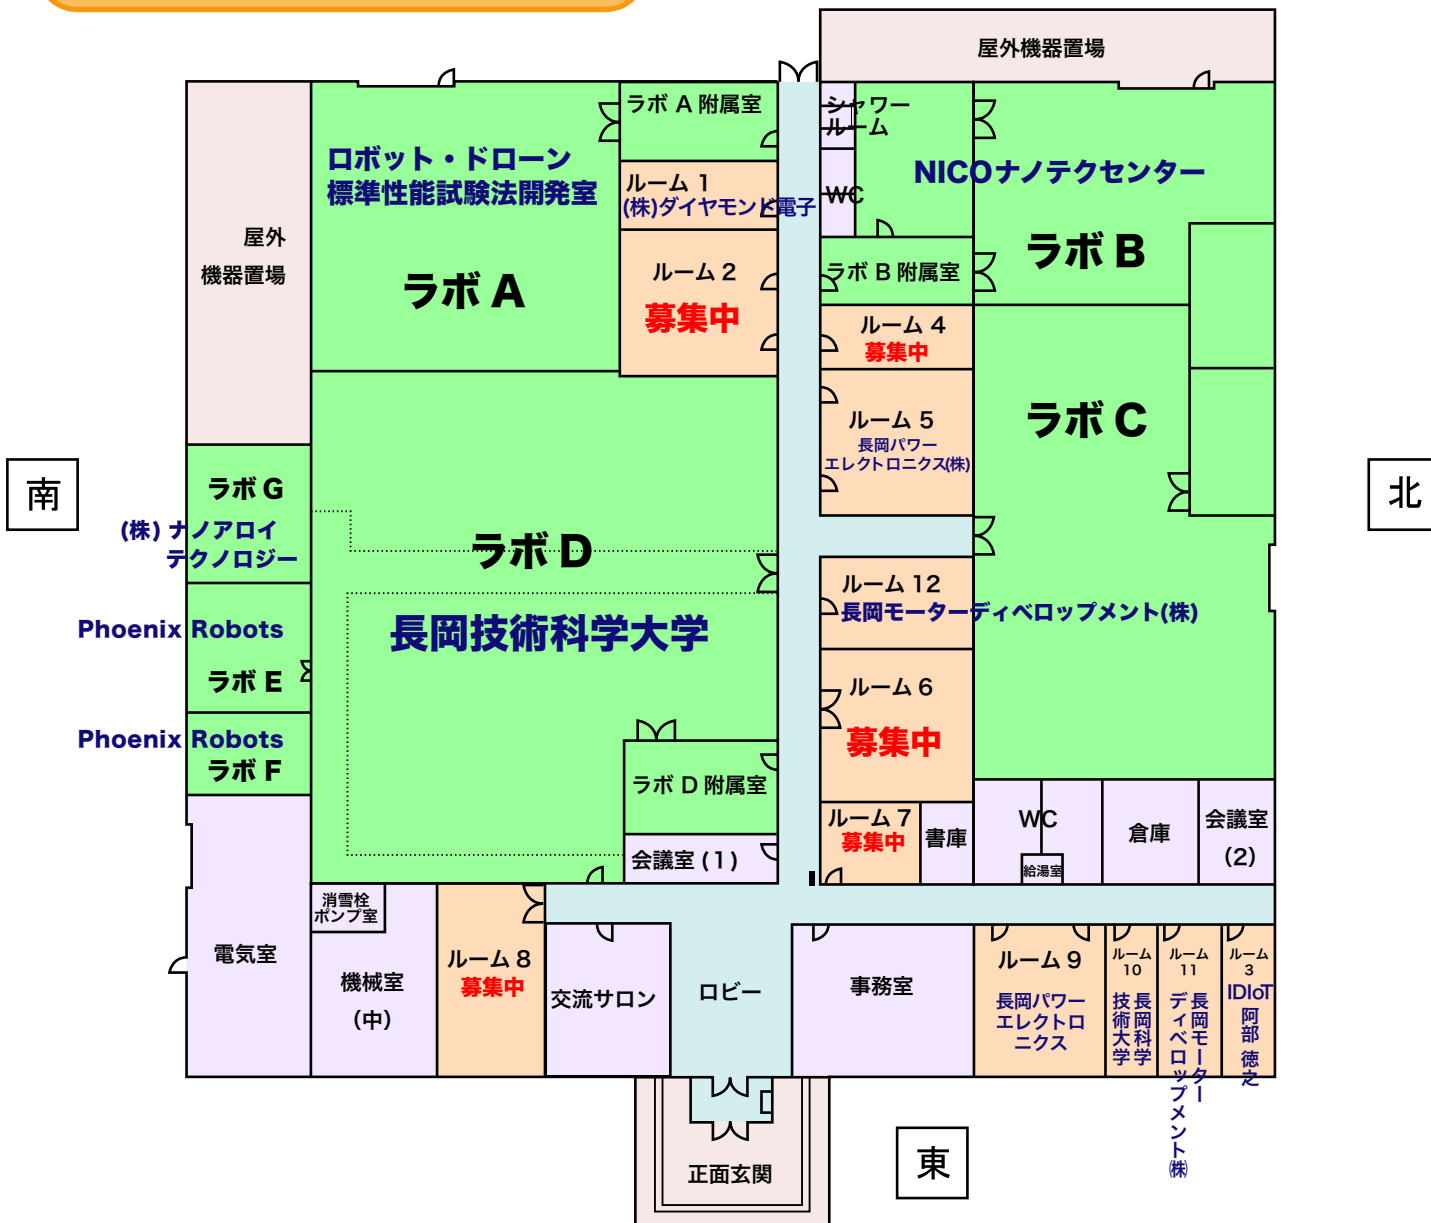 屋外機器置場
ラボ A 附属室
シャワー
ルーム
ロボット・ドローン
標準性能試験法開発室
ルーム 1
(株)ダイヤモンド電子
WC
NICOナノテクセンター
屋外
機器置場
ラボ A
ルーム 2
募集中
ラボ B 附属室
ラボ B
ルーム 4
募集中
ルーム 5
長岡パワー
エレクトロニクス(株)
ラボ C
南
北
ラボ G
(株) ナノアロイ
テクノロジー
ラボ D
長岡技術科学大学
ルーム 12
長岡モーターディベロップメント(株)
Phoenix Robots
ラボ E
ルーム 6
募集中
Phoenix Robots
ラボ F
ラボ D 附属室
会議室 (1)
ルーム 7
募集中
書庫
WC
給湯室
倉庫
会議室
(2)
消雪栓
ポンプ室
電気室
機械室
(中)
ルーム 8
募集中
交流サロン
ロビー
事務室
ルーム 9
長岡パワー
エレクトロ
ニクス
ルーム
10
長岡科学
技術大学
ルーム
11
長岡モーター
ディベロップメント㈱
ルーム
3
IDIoT
阿部 徳之
正面玄関
東